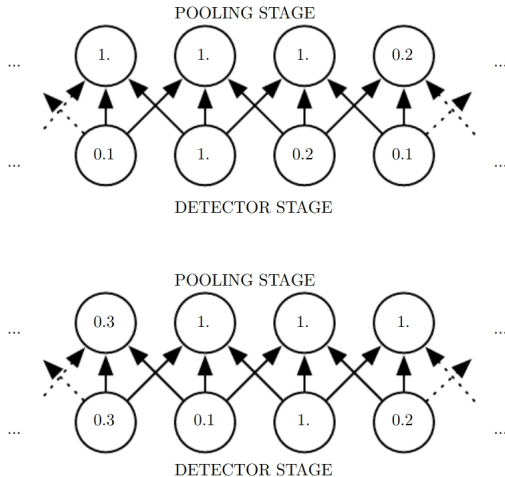 POOLING STAGE
... 1. 1. 1. 0.2 ...
... 0.1 1. 0.2 0.1 ...
DETECTOR STAGE
POOLING STAGE
... 0.3 1. 1. 1. ...
... 0.3 0.1 1. 0.2 ...
DETECTOR STAGE